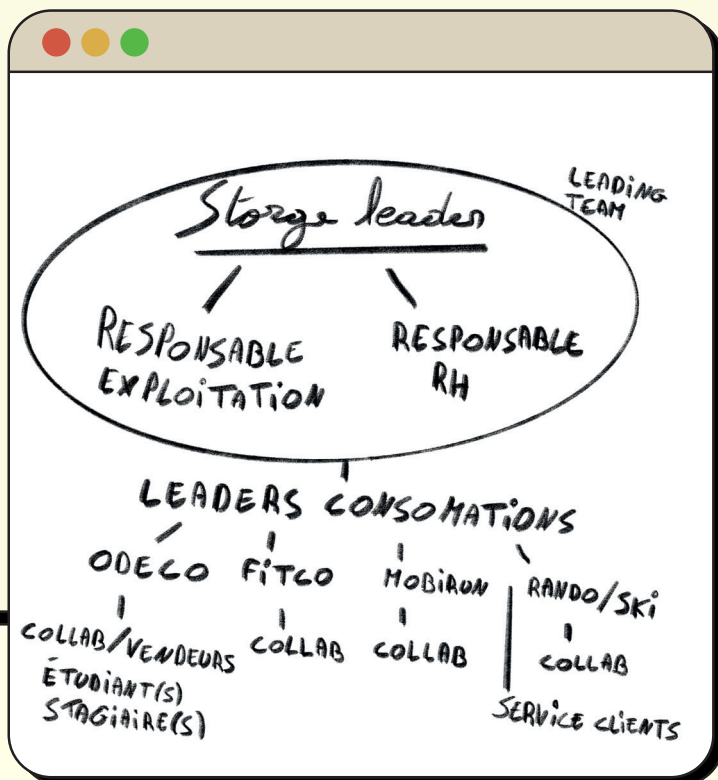 LEADING
TEAM
Storge leader
RESPONSABLE
EXPLOITATION
RESPONSABLE
RH
LEADERS CONSOMATIONS
ODECO FITCO MOBIRUN RANDO/SKI
COLLAB/VENDEURS COLLAB COLLAB COLLAB
ÉTUDIANT(S)
STAGIAIRE(S)
SERVICE CLIENTS